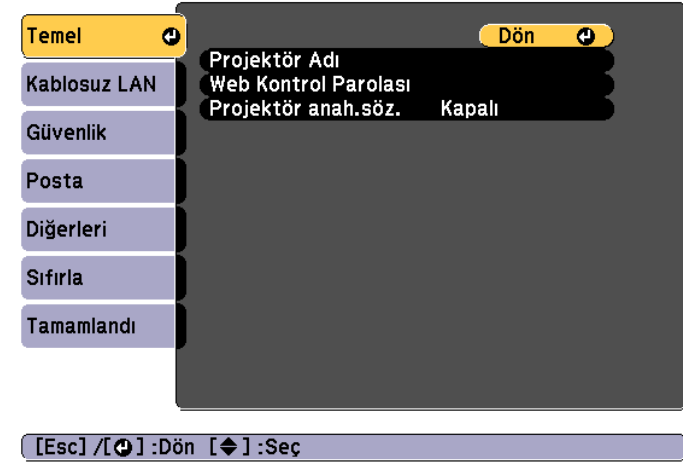 Temel
Kablosuz LAN
Güvenlik
Posta
Diğerleri
Sıfırla
Tamamlandı
Dön
Projektör Adı
Web Kontrol Parolası
Projektör anah.söz. Kapalı
[Esc] /[ ] :Dön [ ] :Seç